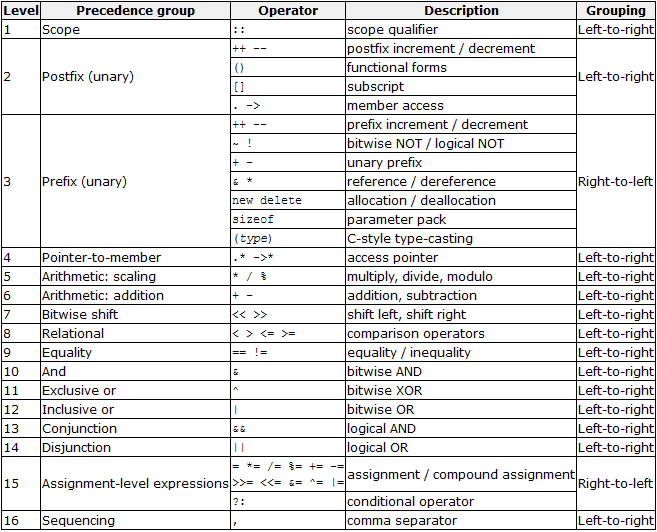 Level Precedence group Operator Description Grouping
1 Scope :: scope qualifier Left-to-right
2 Postfix (unary) ++ -- postfix increment / decrement Left-to-right
() functional forms
[] subscript
. -> member access
3 Prefix (unary) ++ -- prefix increment / decrement Right-to-left
~ ! bitwise NOT / logical NOT
+ - unary prefix
& * reference / dereference
new delete allocation / deallocation
sizeof parameter pack
(type) C-style type-casting
4 Pointer-to-member .* ->* access pointer Left-to-right
5 Arithmetic: scaling * / % multiply, divide, modulo Left-to-right
6 Arithmetic: addition + - addition, subtraction Left-to-right
7 Bitwise shift << >> shift left, shift right Left-to-right
8 Relational < > <= >= comparison operators Left-to-right
9 Equality == != equality / inequality Left-to-right
10 And & bitwise AND Left-to-right
11 Exclusive or ^ bitwise XOR Left-to-right
12 Inclusive or | bitwise OR Left-to-right
13 Conjunction && logical AND Left-to-right
14 Disjunction || logical OR Left-to-right
15 Assignment-level expressions = *= /= %= += -= assignment / compound assignment Right-to-left
>>= <<= &= ^= |=
?: conditional operator
16 Sequencing , comma separator Left-to-right